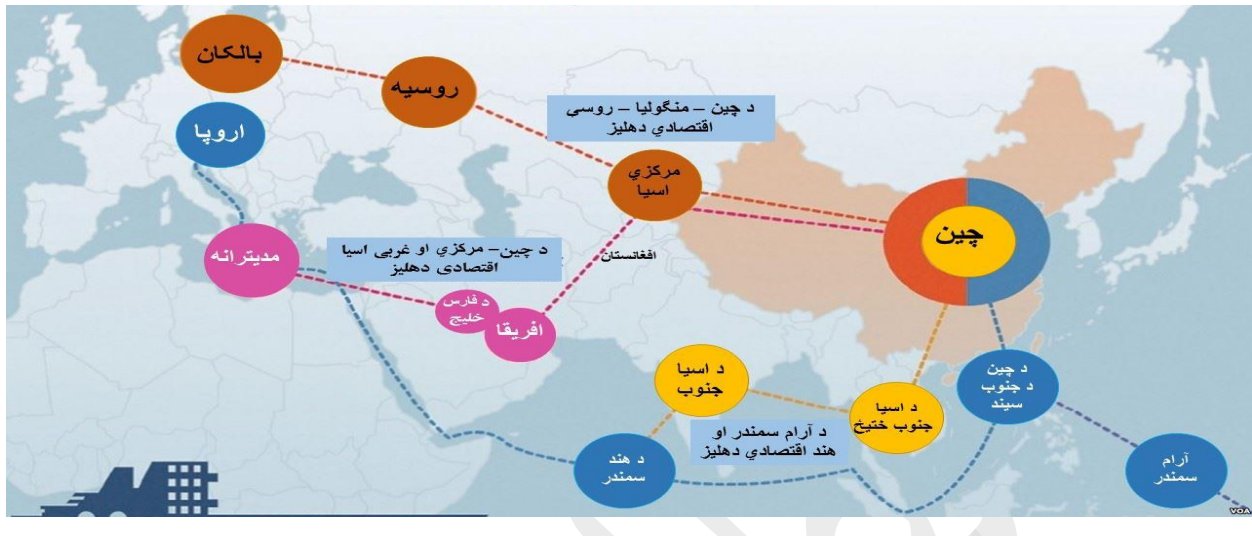 بالکان
روسیه
اروپا
د چین – منګولیا – روسي
اقتصادي دهلیز
مرکزي
اسیا
چین
مدیترانه
د چین– مرکزي او غربی اسیا
اقتصادی دهلیز
افغانستان
د فارس
خلیج
افریقا
د اسیا
جنوب
د اسیا
جنوب ختیځ
د چین
د جنوب
سیند
د آرام سمندر او
هند اقتصادي دهلیز
د هند
سمندر
آرام
سمندر
VOA